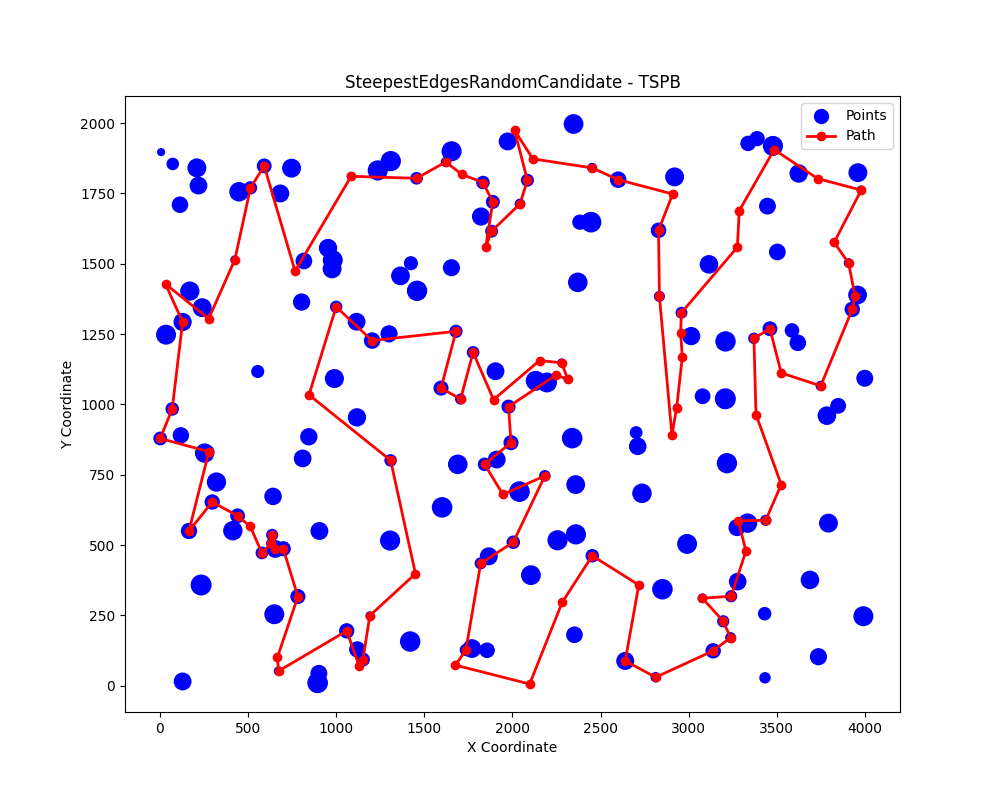 SteepestEdgesRandomCandidate - TSPB
Points
Path
2000
1750
1500
1250
1000
750
500
250
0
Y Coordinate
0 500 1000 1500 2000 2500 3000 3500 4000
X Coordinate